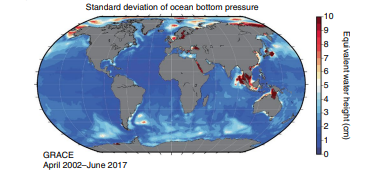 Standard deviation of ocean bottom pressure
10
9
8
7
6
5
4
3
2
1
0
Equivalent water height (cm)
GRACE
April 2002–June 2017